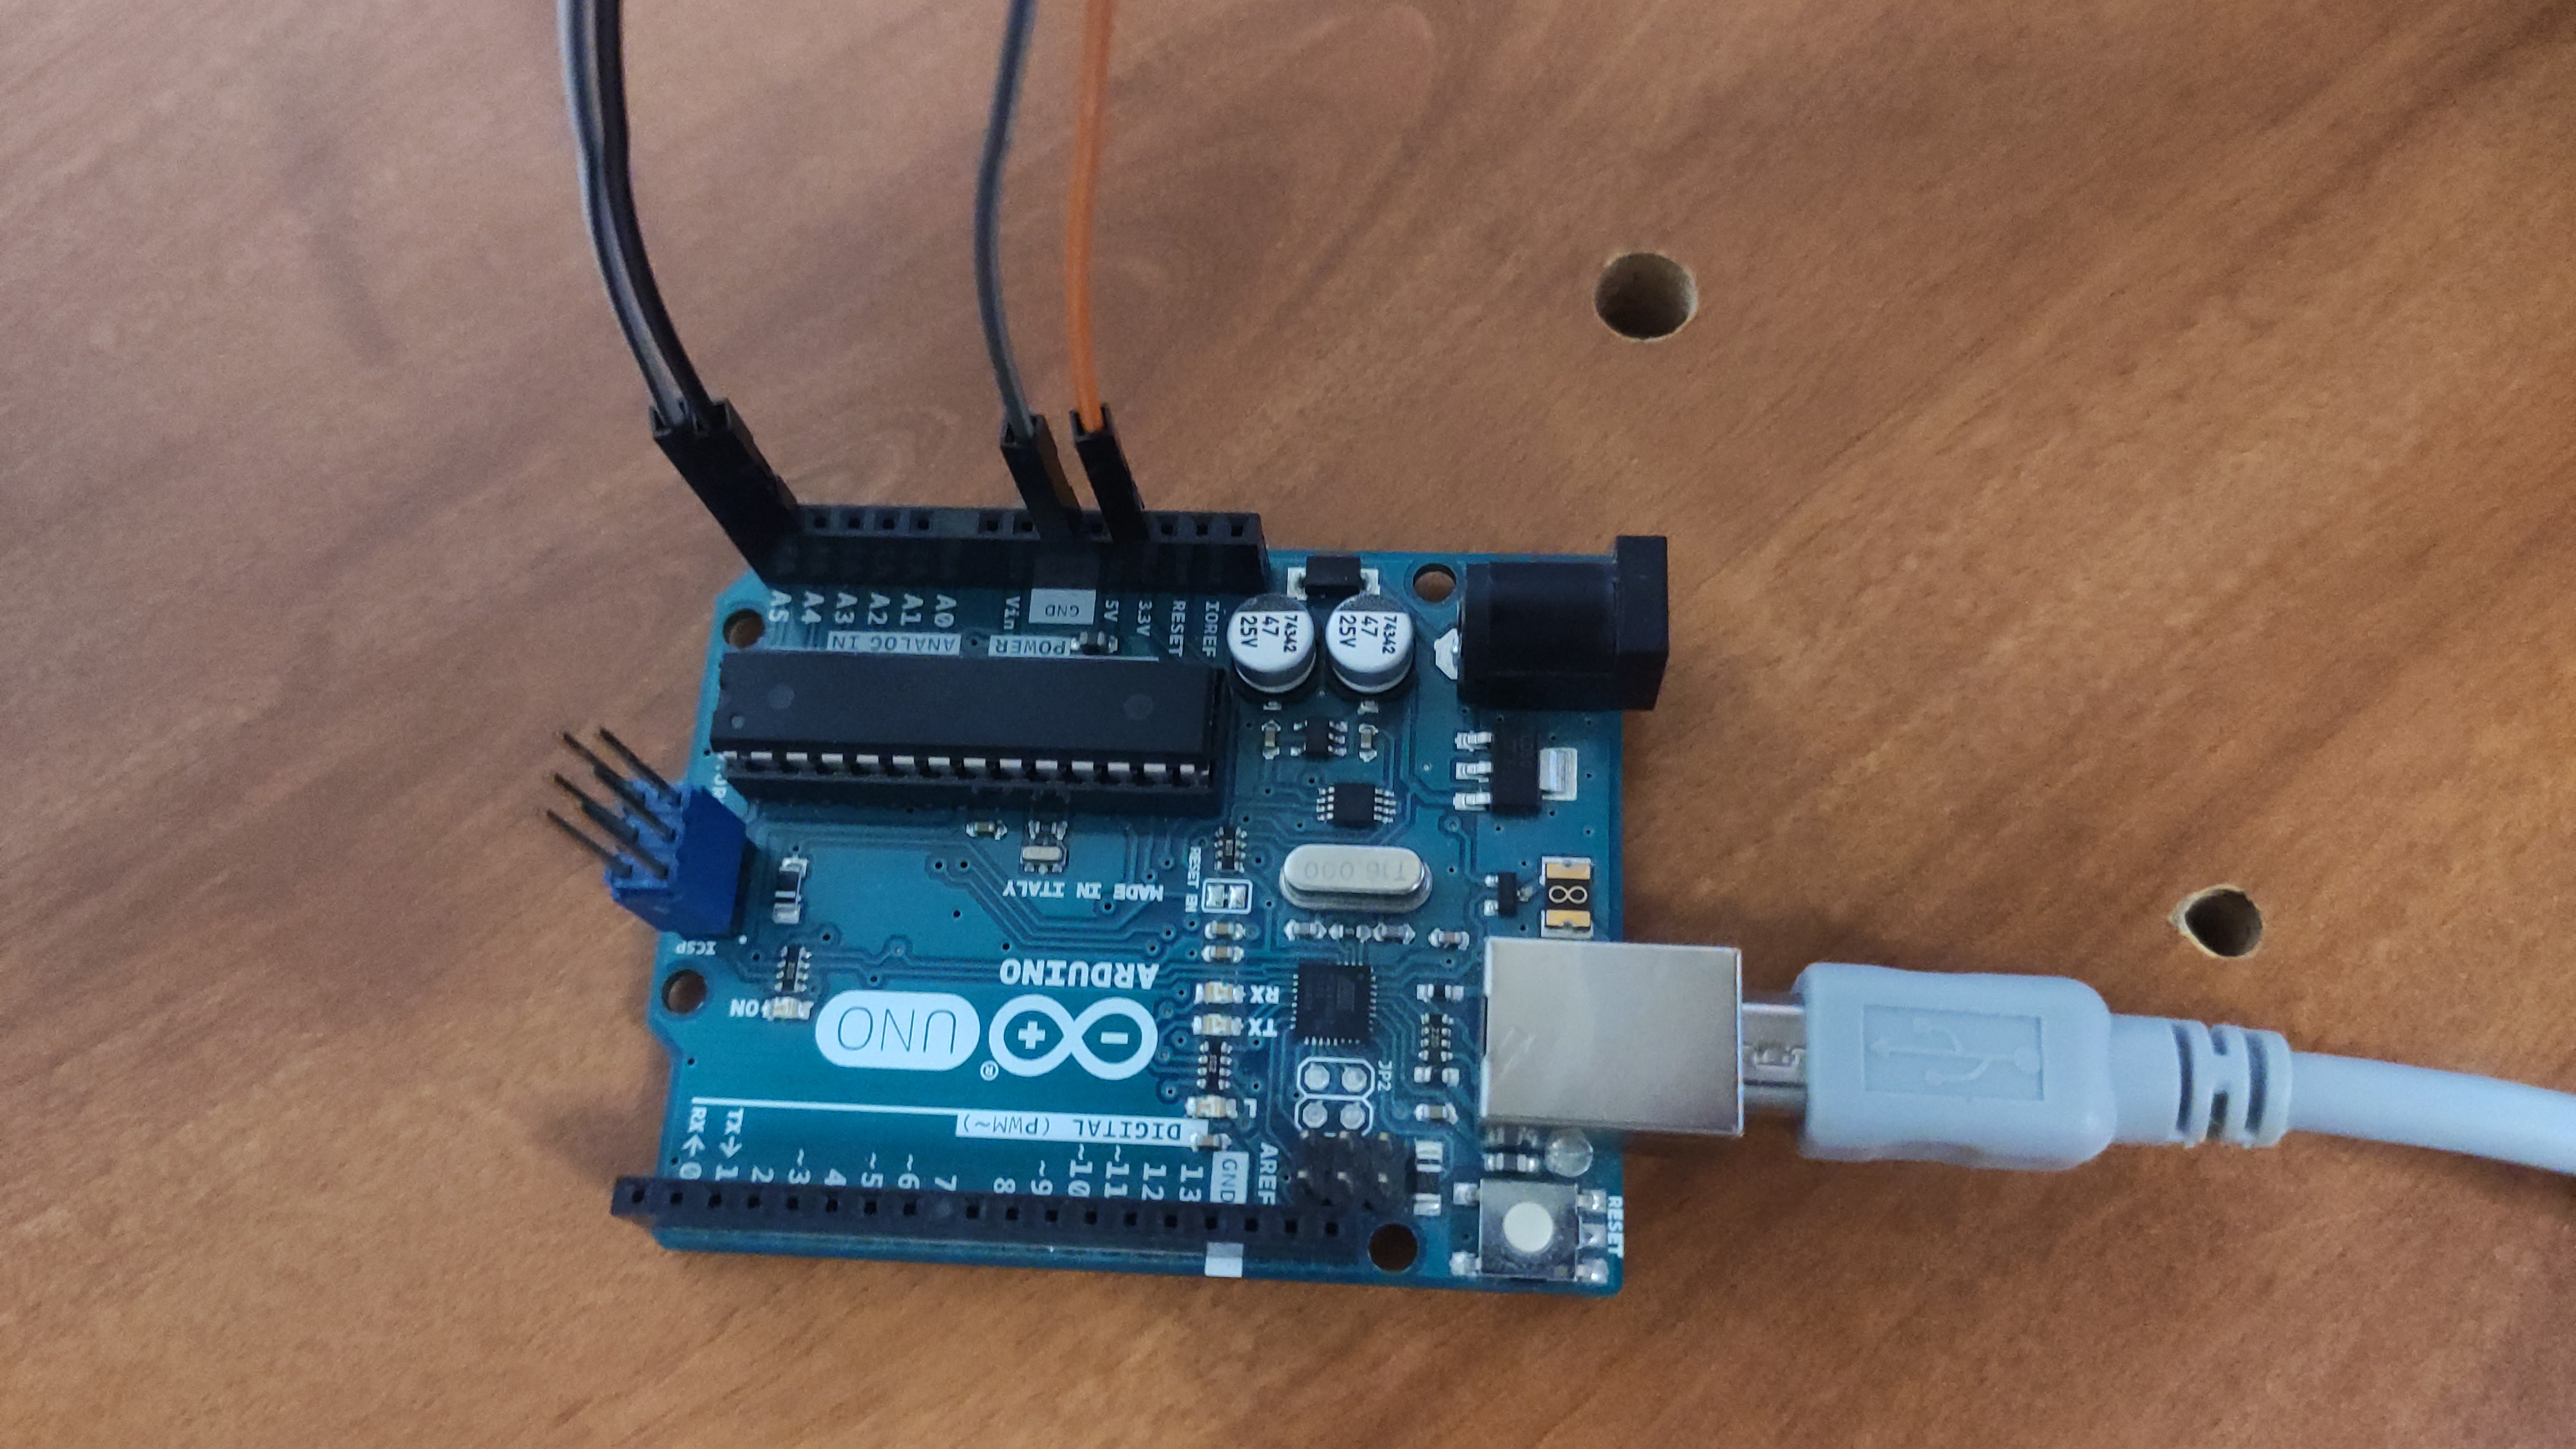 A5
A4
A3
A2
A1
A0
Vin
GND
5V
3.3V
RESET
IOREF
ANALOG IN
POWER
74342
47
25V
74342
47
25V
T16.000
8
RESET EN
MADE IN ITALY
ICSP
ON
ARDUINO
UNO
®
RX
TX
JP2
L
DIGITAL (PWM~)
RX←0
TX→1
2
~3
4
~5
~6
7
8
~9
~10
~11
12
13
GND
AREF
RESET